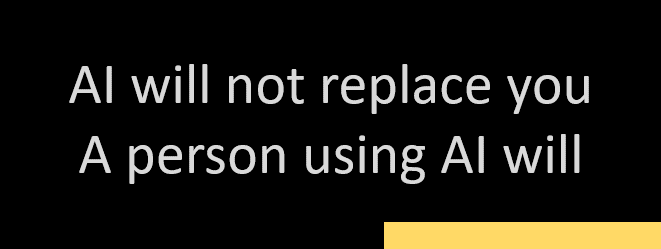 AI will not replace you
A person using AI will